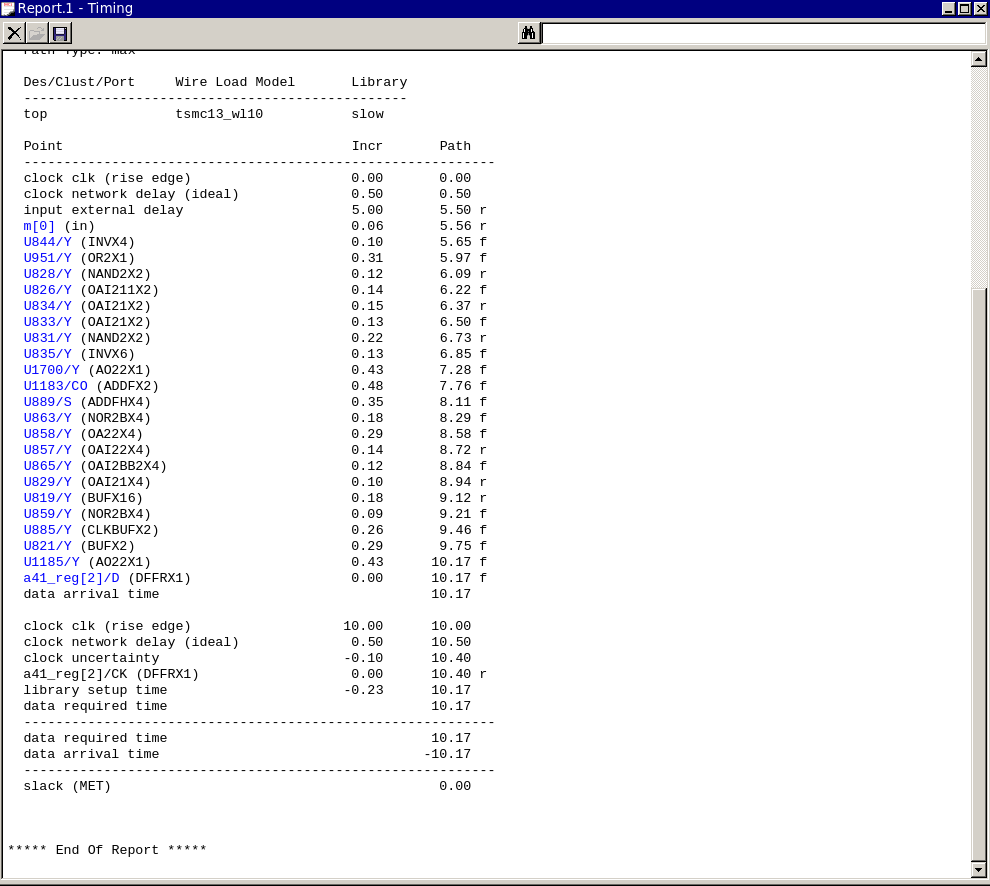 Report.1 - Timing
Path Type: max
Des/Clust/Port     Wire Load Model       Library
------------------------------------------------
top                tsmc13_wl10           slow
Point                                    Incr       Path
-----------------------------------------------------------
clock clk (rise edge)                    0.00       0.00
clock network delay (ideal)              0.50       0.50
input external delay                     5.00       5.50 r
m[0] (in)                                0.06       5.56 r
U844/Y (INVX4)                           0.10       5.65 f
U951/Y (OR2X1)                           0.31       5.97 f
U828/Y (NAND2X2)                         0.12       6.09 r
U826/Y (OAI211X2)                        0.14       6.22 f
U834/Y (OAI21X2)                         0.15       6.37 r
U833/Y (OAI21X2)                         0.13       6.50 f
U831/Y (NAND2X2)                         0.22       6.73 r
U835/Y (INVX6)                           0.13       6.85 f
U1700/Y (AO22X1)                         0.43       7.28 f
U1183/CO (ADDFX2)                        0.48       7.76 f
U889/S (ADDFHX4)                         0.35       8.11 f
U863/Y (NOR2BX4)                         0.18       8.29 f
U858/Y (OA22X4)                          0.29       8.58 f
U857/Y (OAI22X4)                         0.14       8.72 r
U865/Y (OAI2BB2X4)                       0.12       8.84 f
U829/Y (OAI21X4)                         0.10       8.94 r
U819/Y (BUFX16)                          0.18       9.12 r
U859/Y (NOR2BX4)                         0.09       9.21 f
U885/Y (CLKBUFX2)                        0.26       9.46 f
U821/Y (BUFX2)                           0.29       9.75 f
U1185/Y (AO22X1)                         0.43      10.17 f
a41_reg[2]/D (DFFRX1)                    0.00      10.17 f
data arrival time                                  10.17
clock clk (rise edge)                   10.00      10.00
clock network delay (ideal)              0.50      10.50
clock uncertainty                       -0.10      10.40
a41_reg[2]/CK (DFFRX1)                   0.00      10.40 r
library setup time                      -0.23      10.17
data required time                                 10.17
-----------------------------------------------------------
data required time                                 10.17
data arrival time                                 -10.17
-----------------------------------------------------------
slack (MET)                                         0.00
***** End Of Report *****